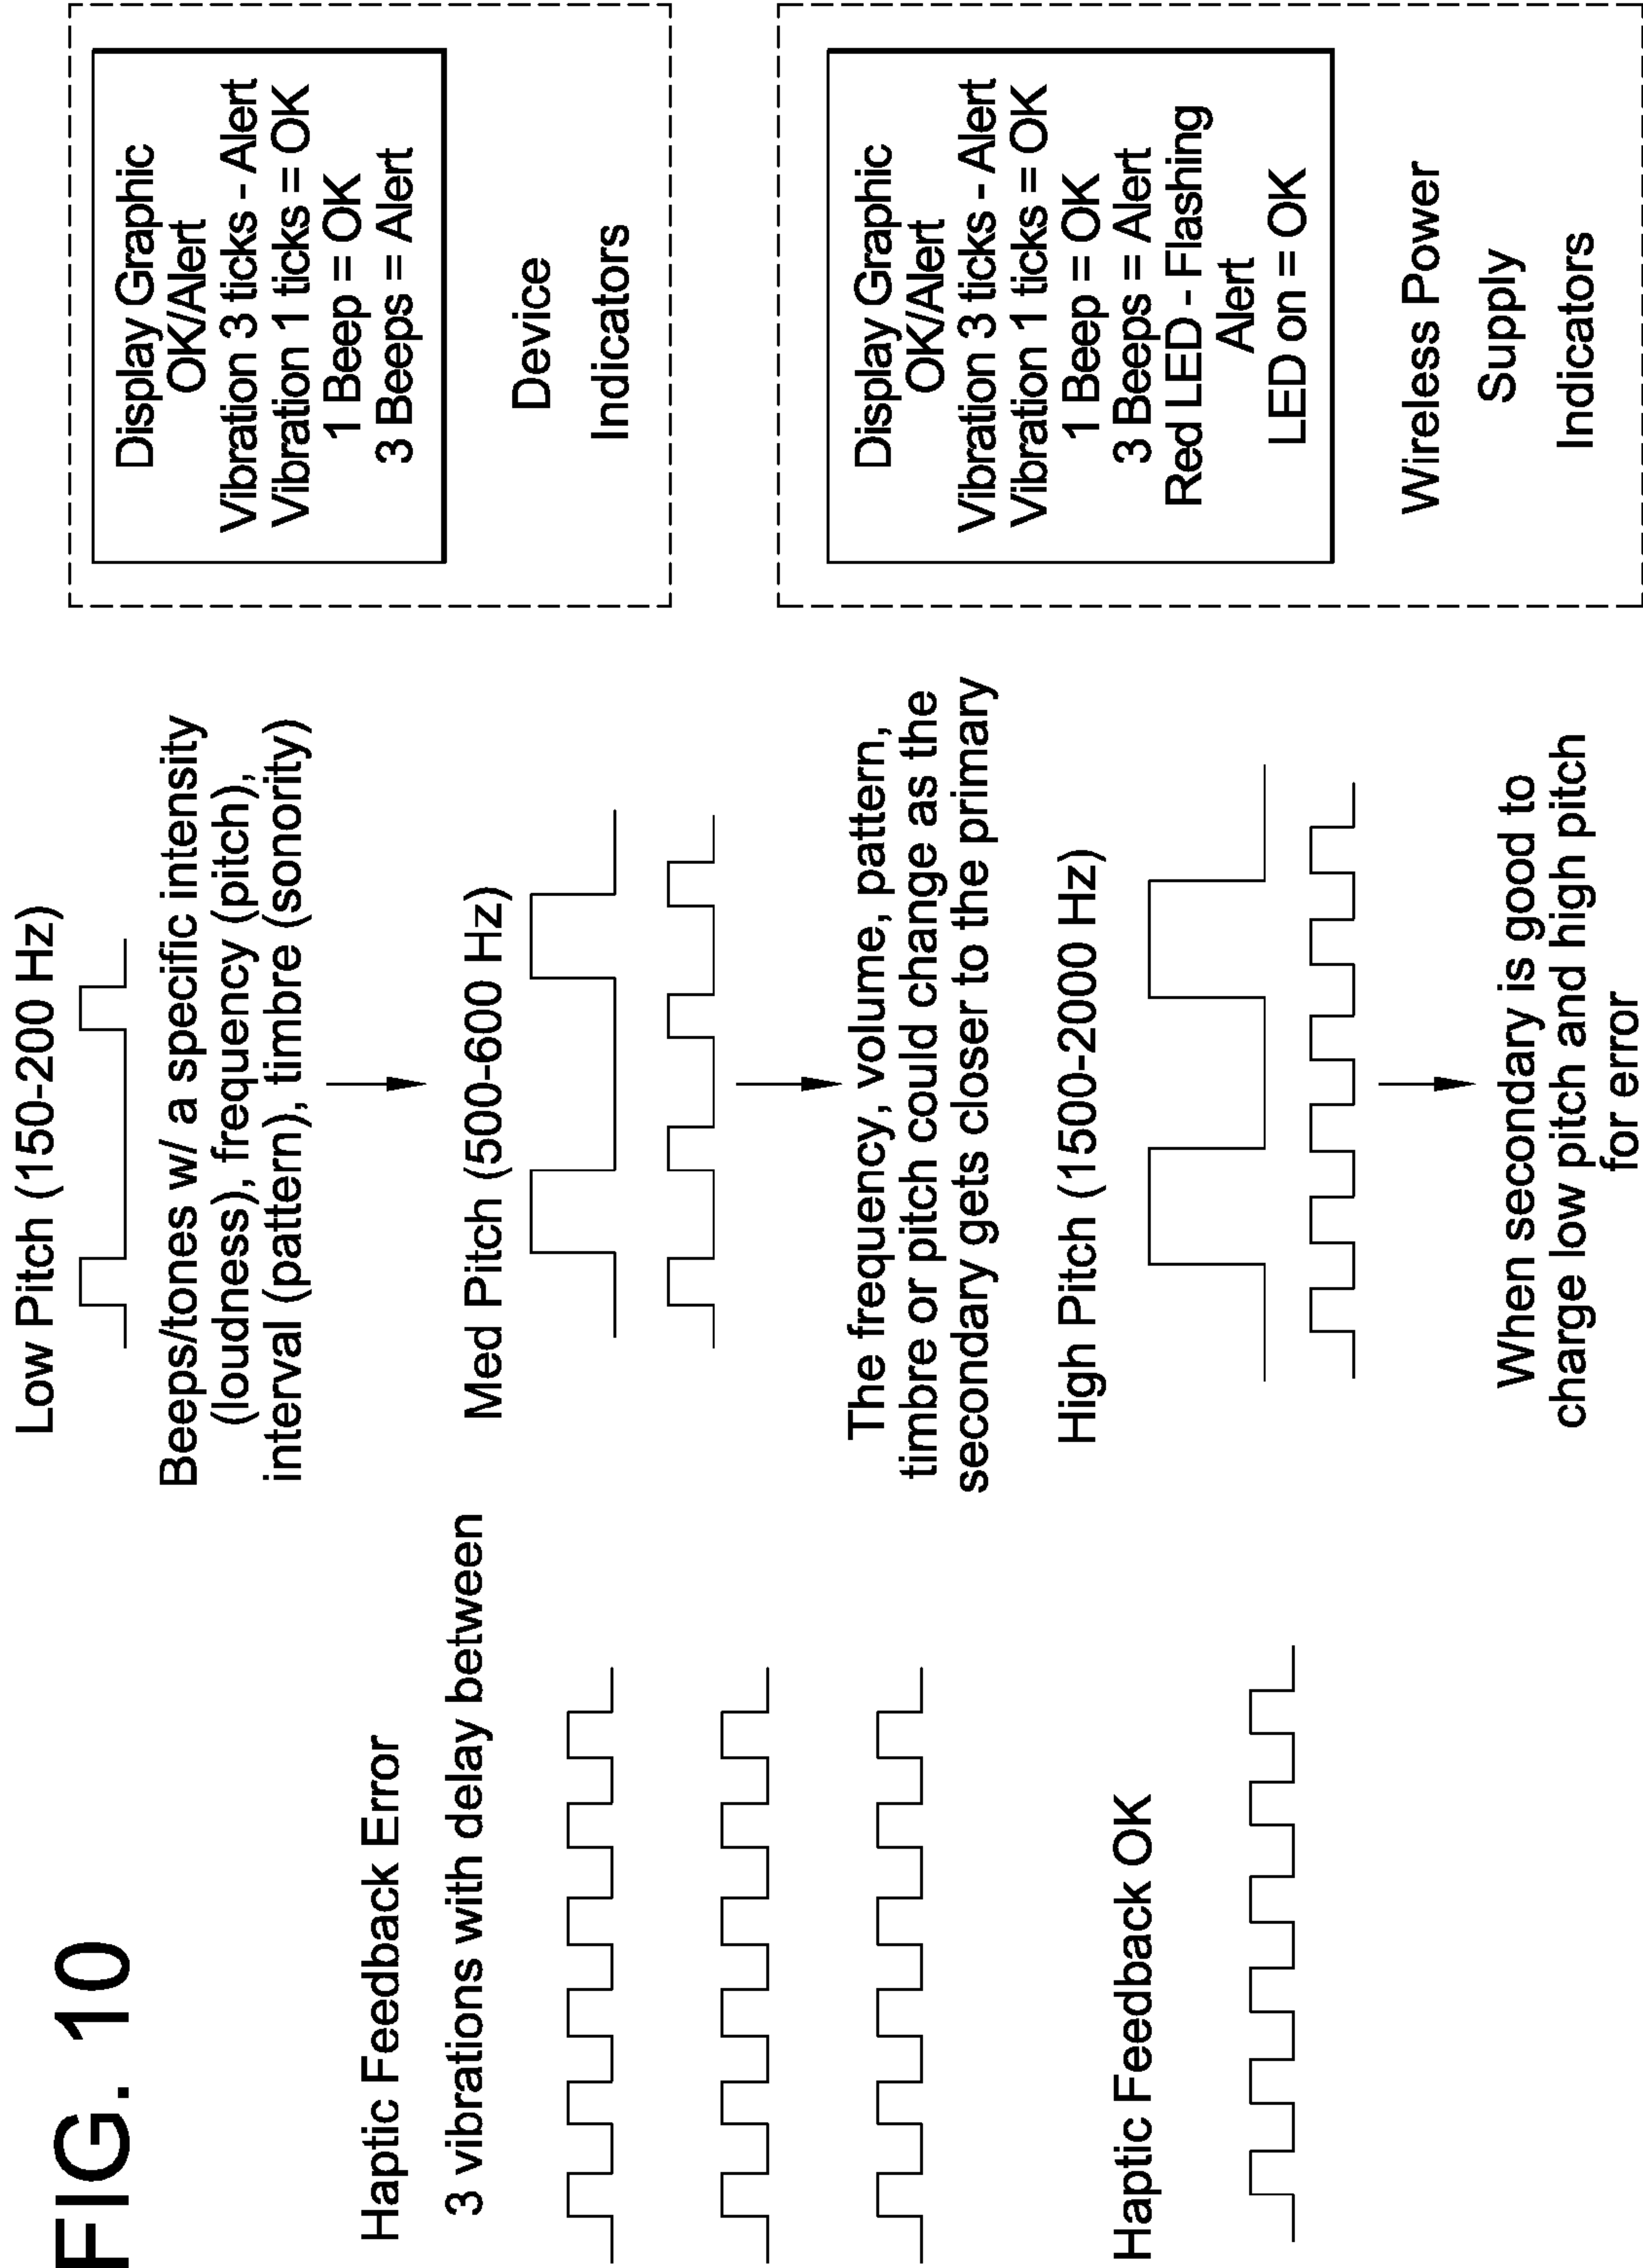 FIG. 10
Haptic Feedback Error
3 vibrations with delay between
Haptic Feedback OK
Low Pitch (150-200 Hz)
Beeps/tones w/ a specific intensity
(loudness), frequency (pitch),
interval (pattern), timbre (sonority)
Med Pitch (500-600 Hz)
The frequency, volume, pattern,
timbre or pitch could change as the
secondary gets closer to the primary
High Pitch (1500-2000 Hz)
When secondary is good to
charge low pitch and high pitch
for error
Display Graphic
OK/Alert
Vibration 3 ticks - Alert
Vibration 1 ticks = OK
1 Beep = OK
3 Beeps = Alert
Device
Indicators
Display Graphic
OK/Alert
Vibration 3 ticks - Alert
Vibration 1 ticks = OK
1 Beep = OK
3 Beeps = Alert
Red LED - Flashing
Alert
LED on = OK
Wireless Power
Supply
Indicators